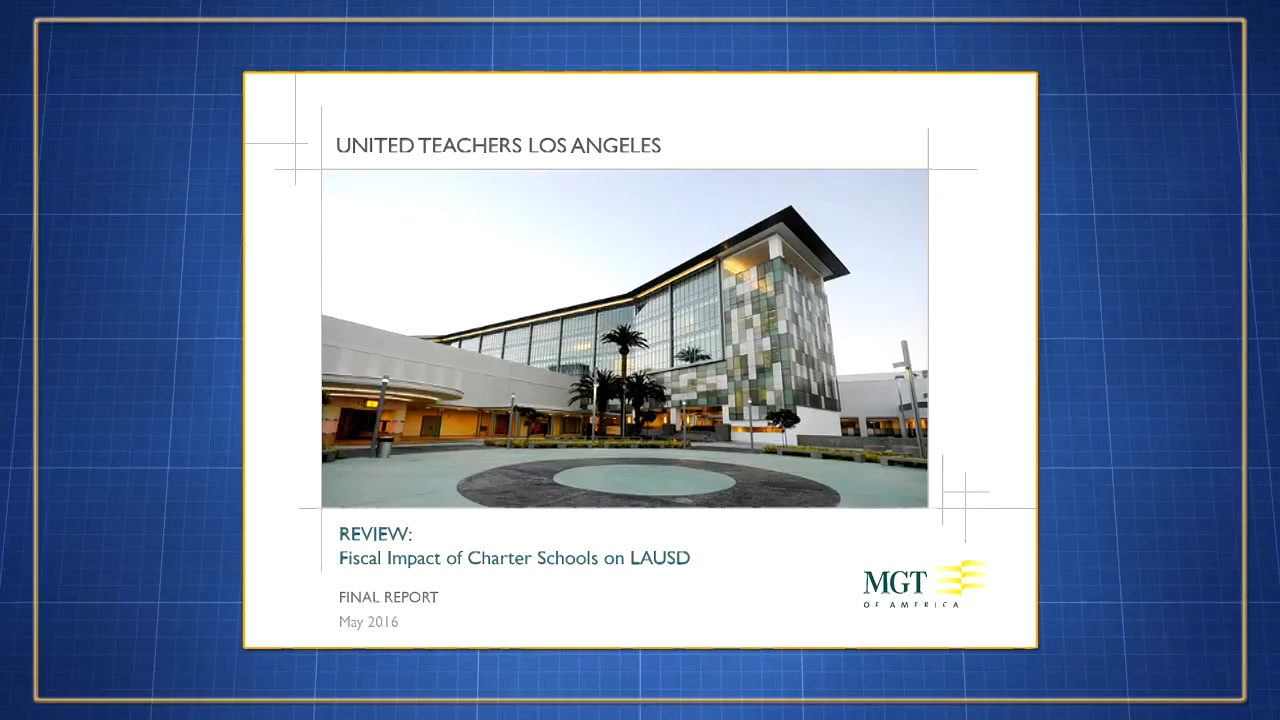 UNITED TEACHERS LOS ANGELES
REVIEW:
Fiscal Impact of Charter Schools on LAUSD
FINAL REPORT
May 2016
MGT
OF AMERICA